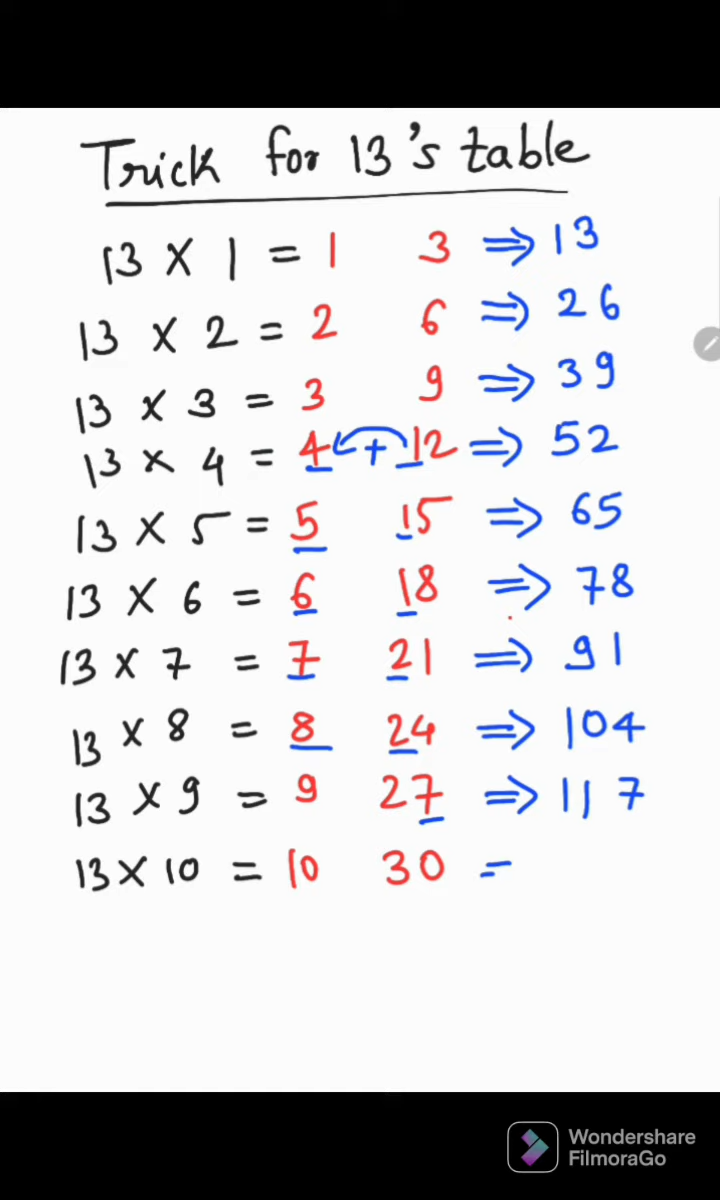 Trick for 13's table
13 × 1 = 1 3 ⇒ 13
13 × 2 = 2 6 ⇒ 26
13 × 3 = 3 9 ⇒ 39
13 × 4 = 4 + 12 ⇒ 52
13 × 5 = 5 15 ⇒ 65
13 × 6 = 6 18 ⇒ 78
13 × 7 = 7 21 ⇒ 91
13 × 8 = 8 24 ⇒ 104
13 × 9 = 9 27 ⇒ 117
13 × 10 = 10 30 =
Wondershare
FilmoraGo